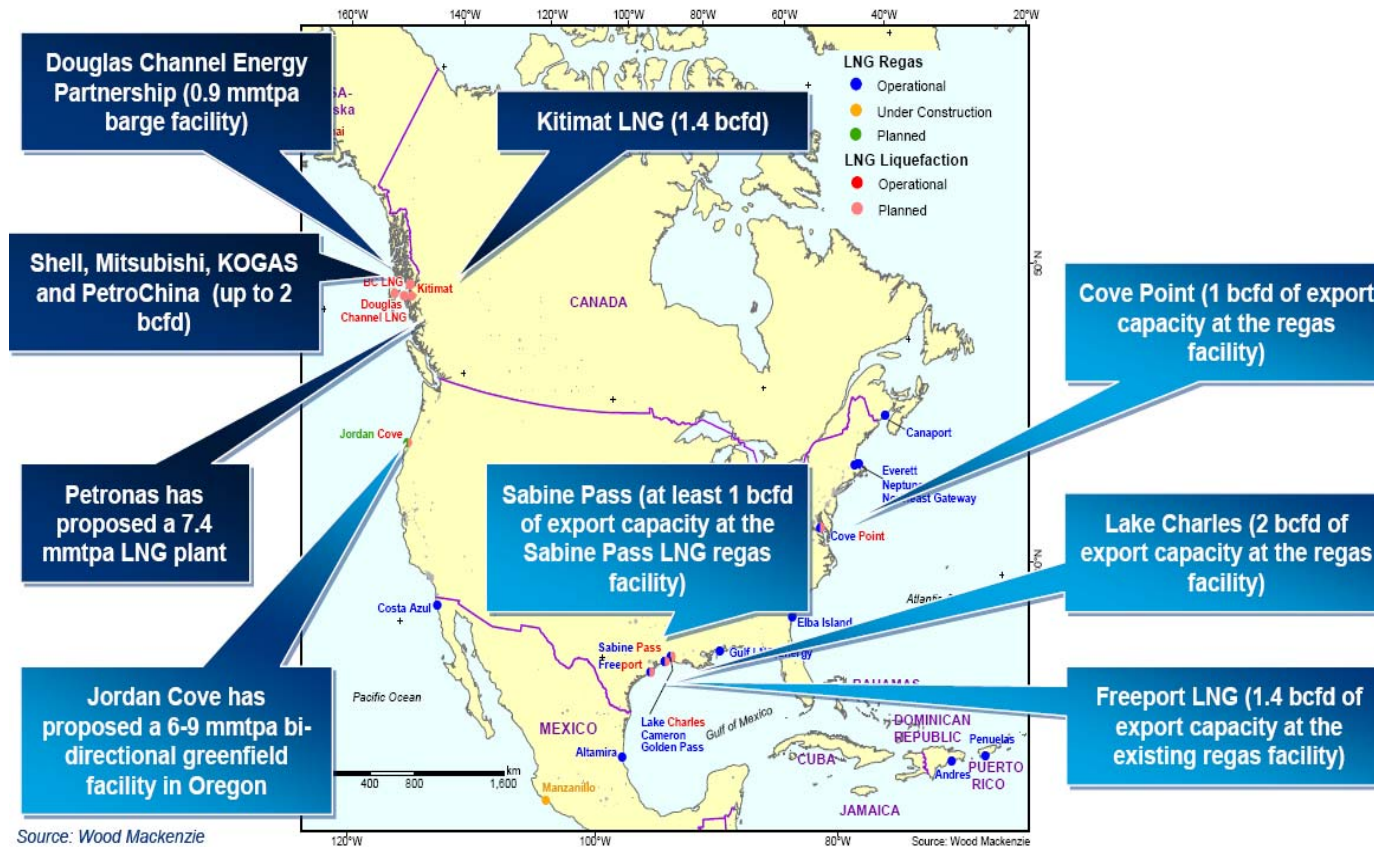 160°W
140°W
120°W
100°W
80°W
60°W
40°W
20°W
Douglas Channel Energy
Partnership (0.9 mmtpa
barge facility)
Kitimat LNG (1.4 bcfd)
LNG Regas
Operational
Under Construction
Planned
LNG Liquefaction
Operational
Planned
Shell, Mitsubishi, KOGAS
and PetroChina (up to 2
bcfd)
BC LNG
Kitimat
Douglas
Channel LNG
CANADA
Cove Point (1 bcfd of export
capacity at the regas
facility)
Jordan Cove
Canaport
Everett
Neptune
Northeast Gateway
Cove Point
Petronas has
proposed a 7.4
mmtpa LNG plant
Sabine Pass (at least 1 bcfd
of export capacity at the
Sabine Pass LNG regas
facility)
Lake Charles (2 bcfd of
export capacity at the regas
facility)
Costa Azul
Elba Island
Sabine Pass
Freeport
Pacific Ocean
Gulf of Mexico
MEXICO
Lake Charles
Cameron
Golden Pass
Altamira
BAHAMAS
DOMINICAN
REPUBLIC
Penuelas
CUBA
PUERTO
RICO
Andres
JAMAICA
Jordan Cove has
proposed a 6-9 mmtpa bi-
directional greenfield
facility in Oregon
Freeport LNG (1.4 bcfd of
export capacity at the
existing regas facility)
km
400
800
1,600
Manzanillo
Source: Wood Mackenzie
120°W
100°W
80°W
Source: Wood Mackenzie